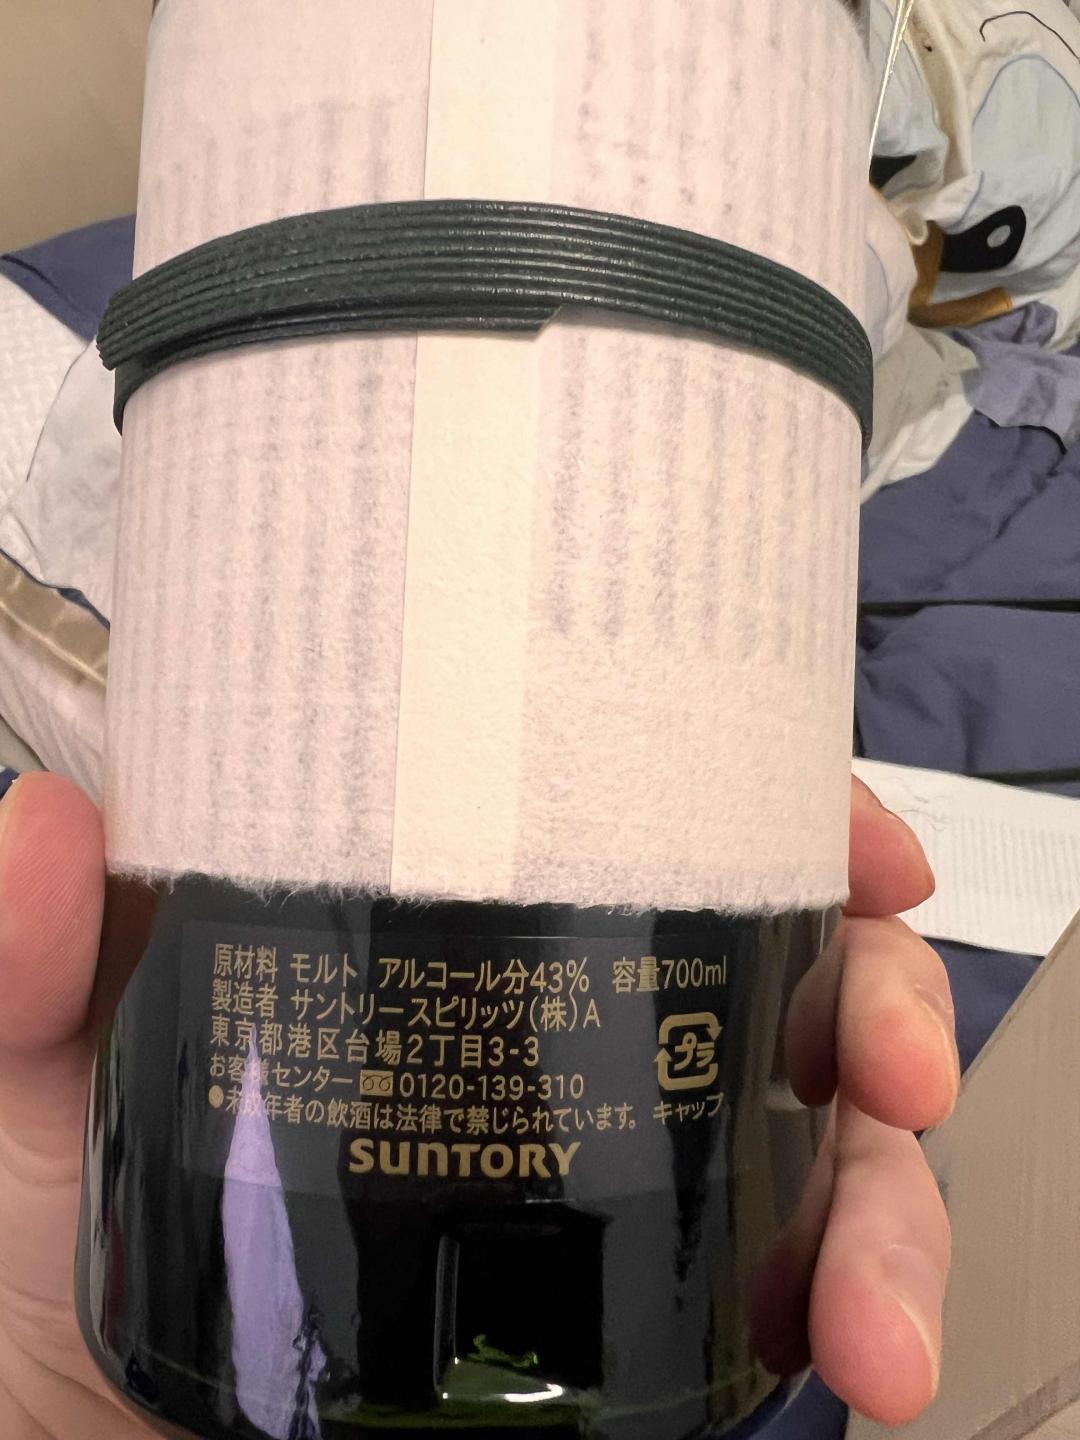 原材料 モルト アルコール分43% 容量700ml
製造者 サントリースピリッツ(株)A
東京都港区台場2丁目3-3
お客様センター 0120-139-310
●未成年者の飲酒は法律で禁じられています。
プラ
キャップ
SUNTORY